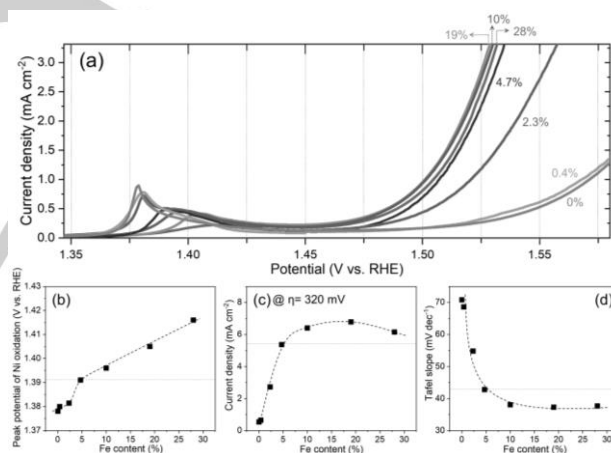 10%
19%
28%
(a)
4.7%
2.3%
0.4%
0%
Current density (mA cm⁻²)
3.0
2.5
2.0
1.5
1.0
0.5
0.0
1.35 1.40 1.45 1.50 1.55
Potential (V vs. RHE)
(b)
Peak potential of Ni oxidation (V vs. RHE)
1.43
1.42
1.41
1.40
1.39
1.38
1.37
0 5 10 15 20 25 30
Fe content (%)
(c) @ η= 320 mV
Current density (mA cm⁻²)
8
6
4
2
0
0 5 10 15 20 25 30
Fe content (%)
(d)
Tafel slope (mV dec⁻¹)
70
60
50
40
30
0 5 10 15 20 25 30
Fe content (%)